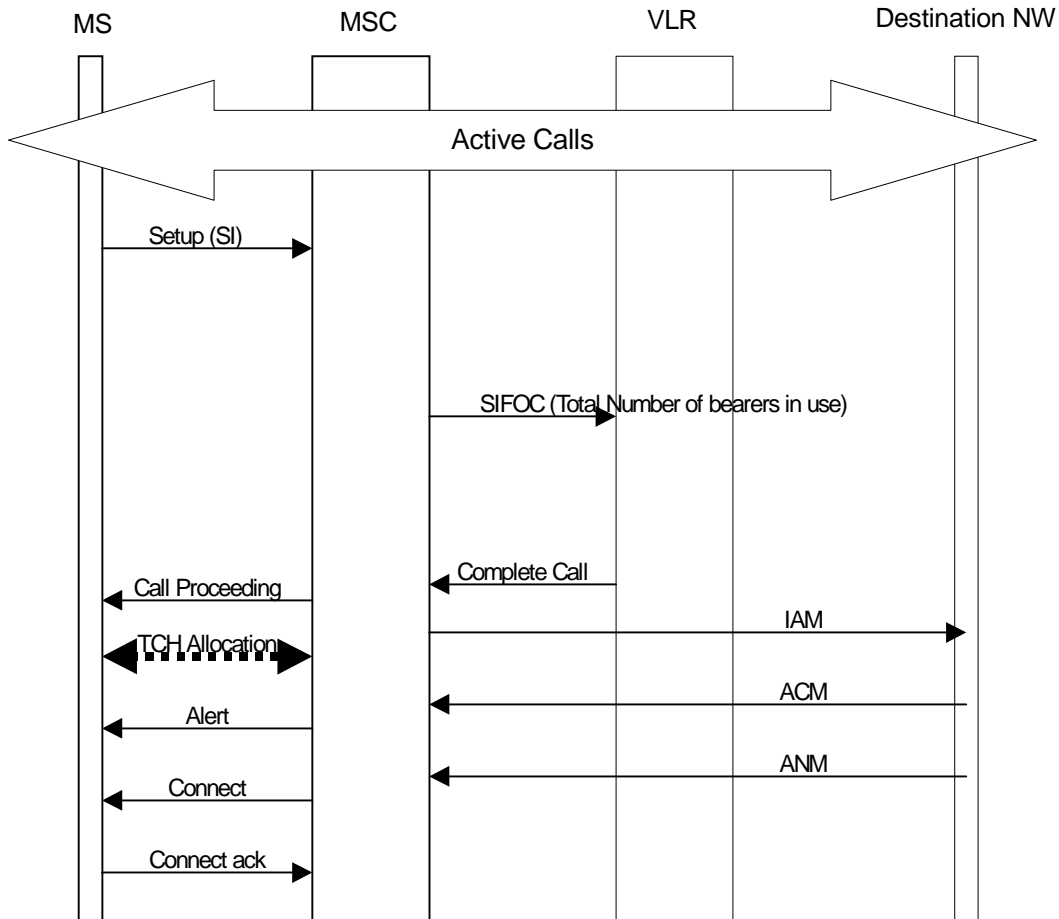 MS
MSC
VLR
Destination NW
Active Calls
Setup (SI)
SIFOC (Total Number of bearers in use)
Complete Call
Call Proceeding
IAM
TCH Allocation
ACM
Alert
ANM
Connect
Connect ack